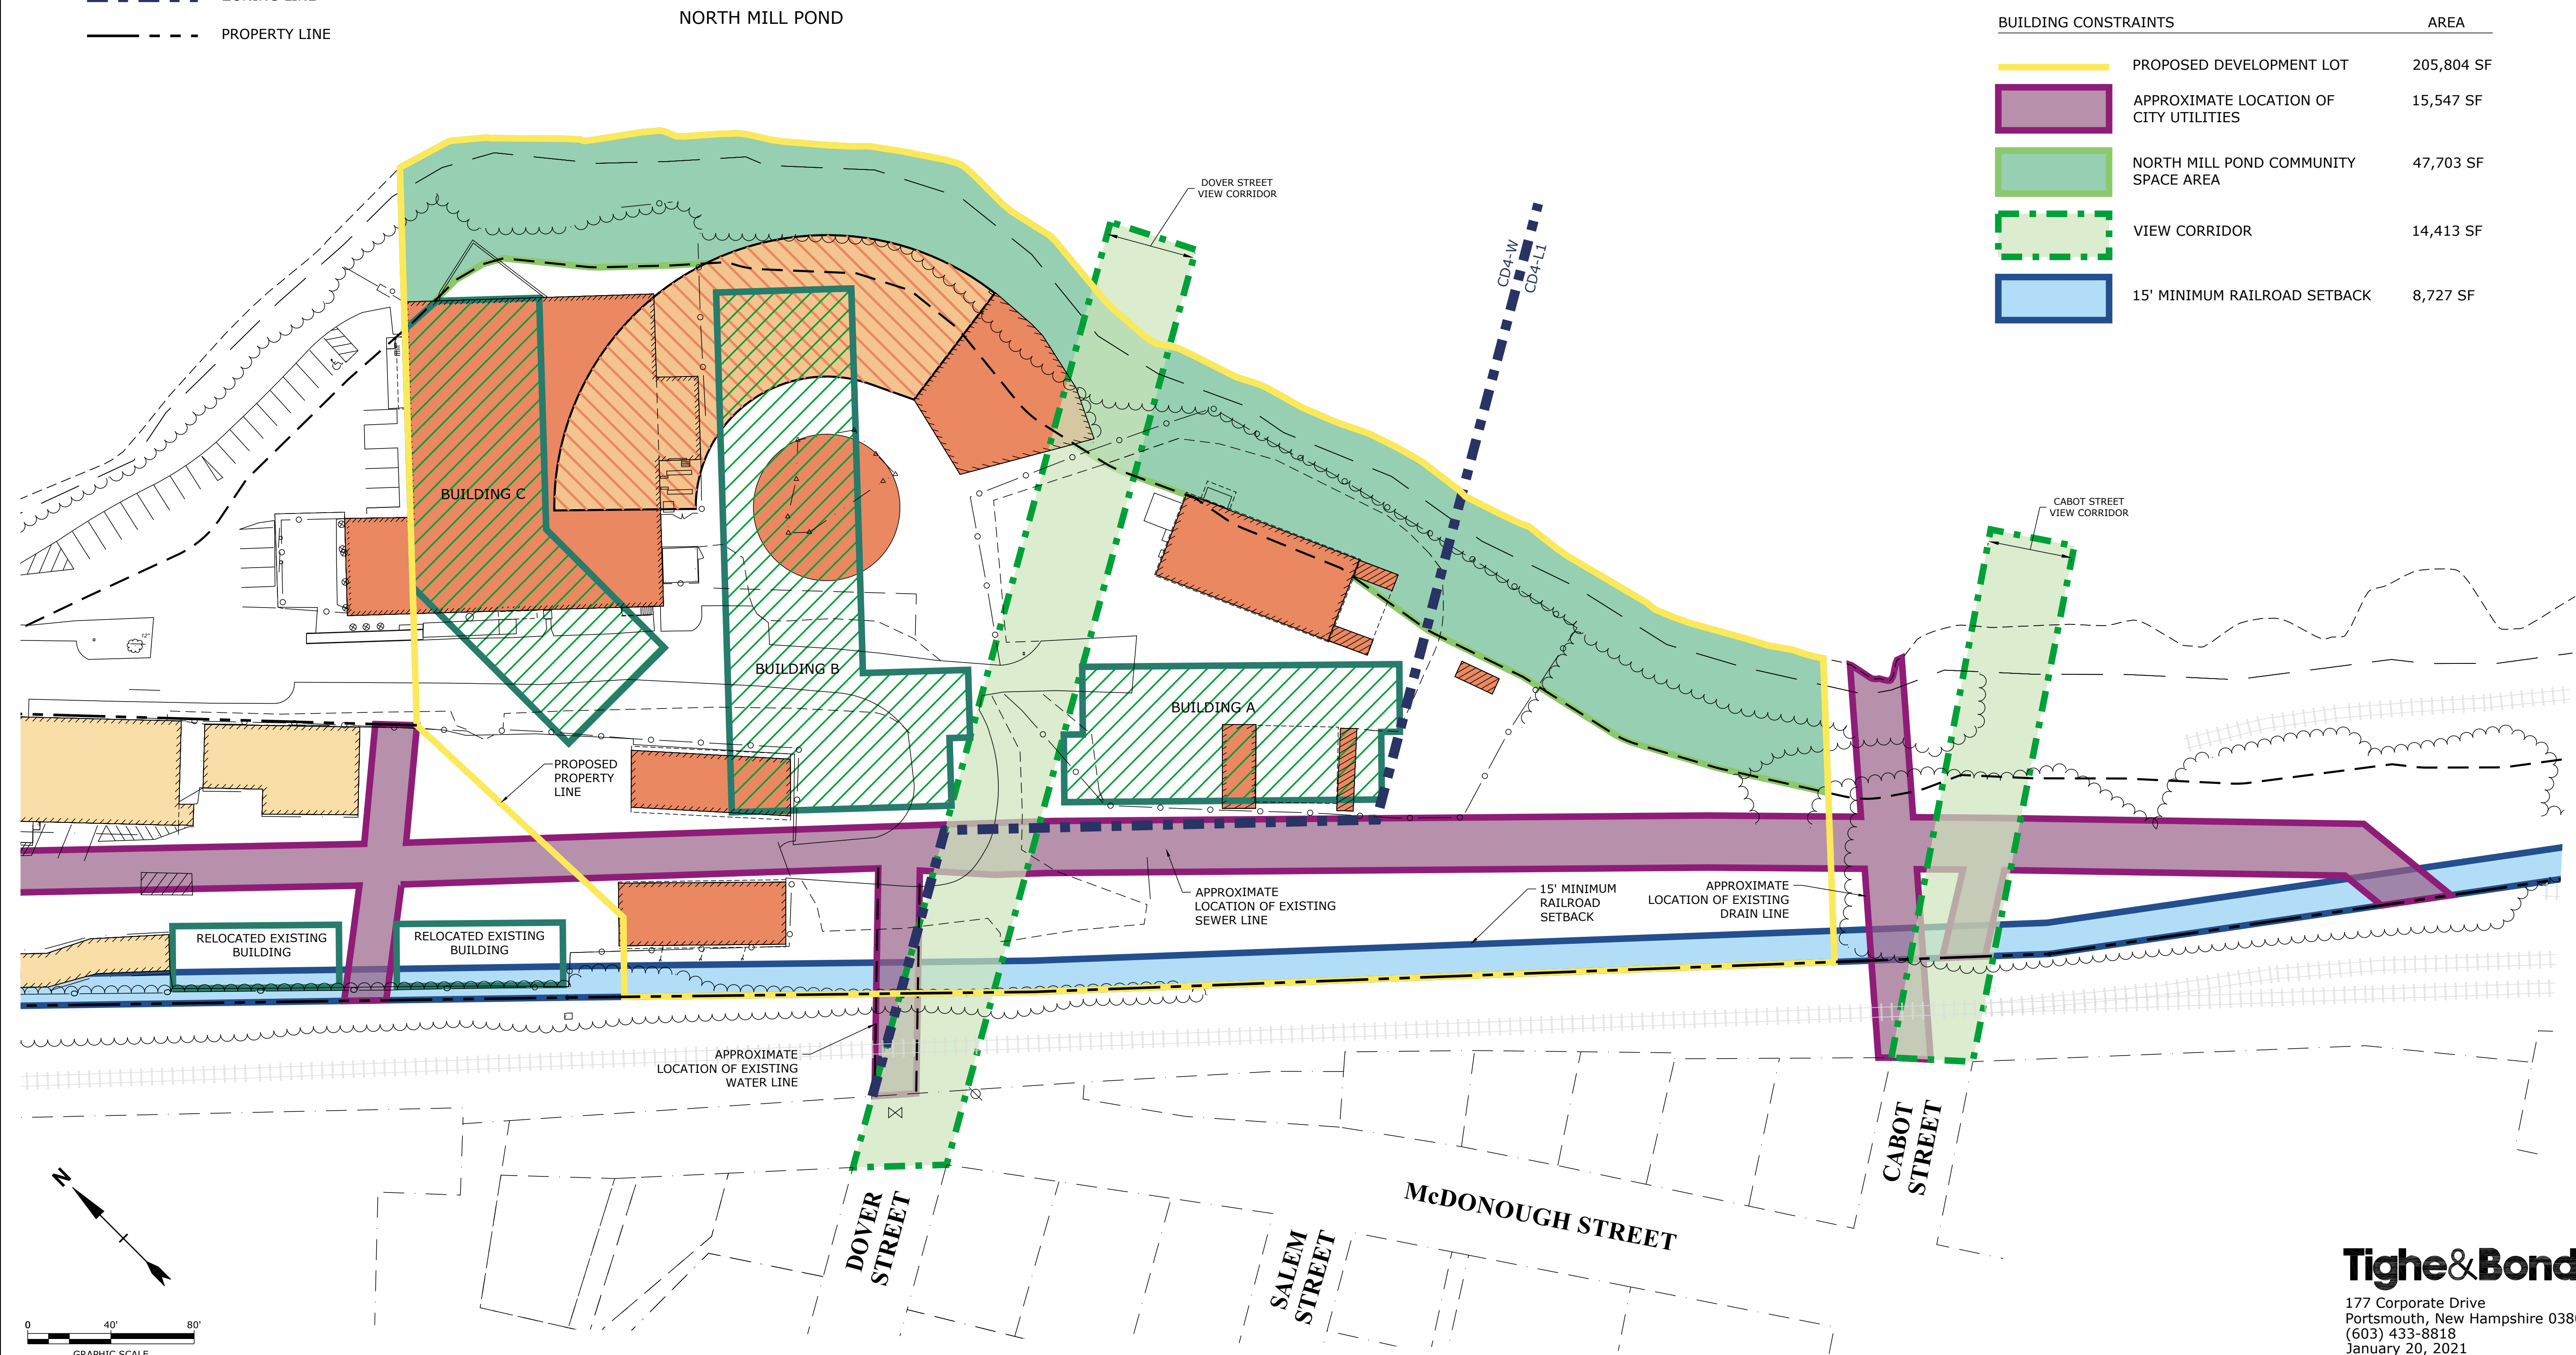 PROPERTY LINE
NORTH MILL POND
BUILDING CONSTRAINTS AREA
PROPOSED DEVELOPMENT LOT 205,804 SF
APPROXIMATE LOCATION OF 15,547 SF
CITY UTILITIES
NORTH MILL POND COMMUNITY 47,703 SF
SPACE AREA
VIEW CORRIDOR 14,413 SF
15' MINIMUM RAILROAD SETBACK 8,727 SF
DOVER STREET
VIEW CORRIDOR
CD4-W
CD4-L1
CABOT STREET
VIEW CORRIDOR
BUILDING C
BUILDING B
BUILDING A
PROPOSED
PROPERTY
LINE
APPROXIMATE
LOCATION OF EXISTING
SEWER LINE
15' MINIMUM
RAILROAD
SETBACK
APPROXIMATE
LOCATION OF EXISTING
DRAIN LINE
RELOCATED EXISTING
BUILDING
RELOCATED EXISTING
BUILDING
APPROXIMATE
LOCATION OF EXISTING
WATER LINE
N
DOVER
STREET
SALEM
STREET
McDONOUGH STREET
CABOT
STREET
0 40' 80'
GRAPHIC SCALE
Tighe&Bond
177 Corporate Drive
Portsmouth, New Hampshire 038
(603) 433-8818
January 20, 2021